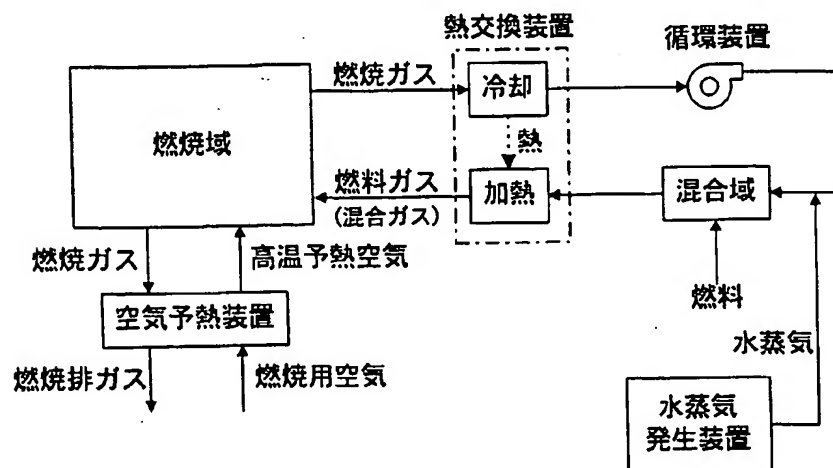 熱交換装置
循環装置
燃焼ガス
冷却
燃焼域
熱
燃料ガス
(混合ガス)
加熱
混合域
燃焼ガス
高温予熱空気
燃料
空気予熱装置
水蒸気
燃焼排ガス
燃焼用空気
水蒸気
発生装置